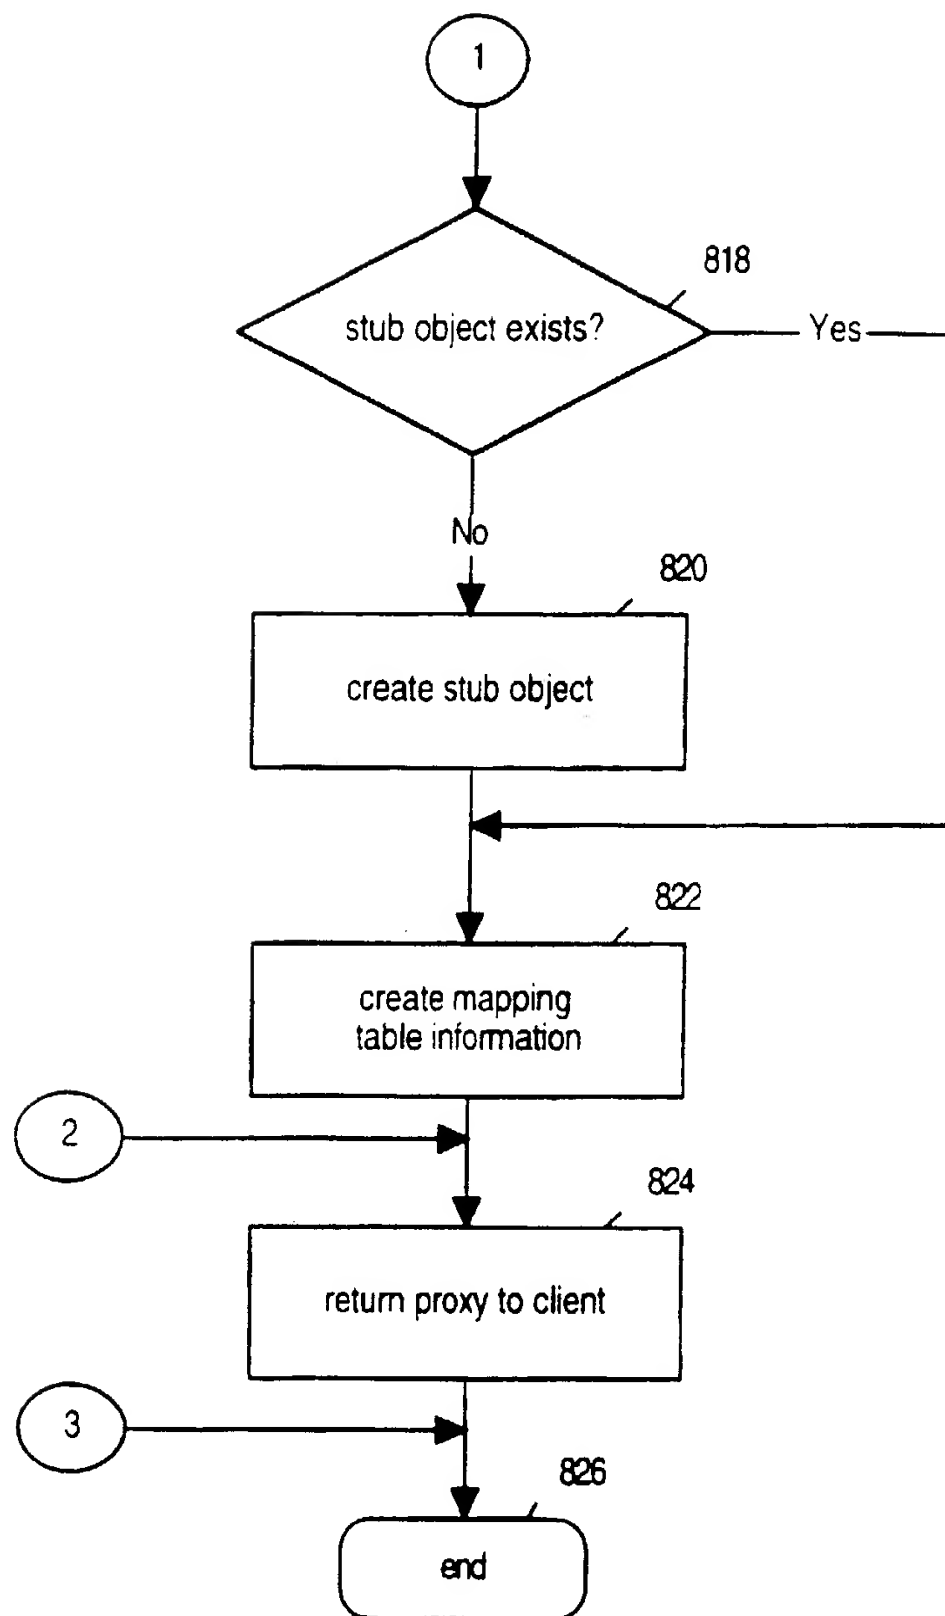 1
818
stub object exists?
Yes
No
820
create stub object
822
create mapping
table information
2
824
return proxy to client
3
826
end